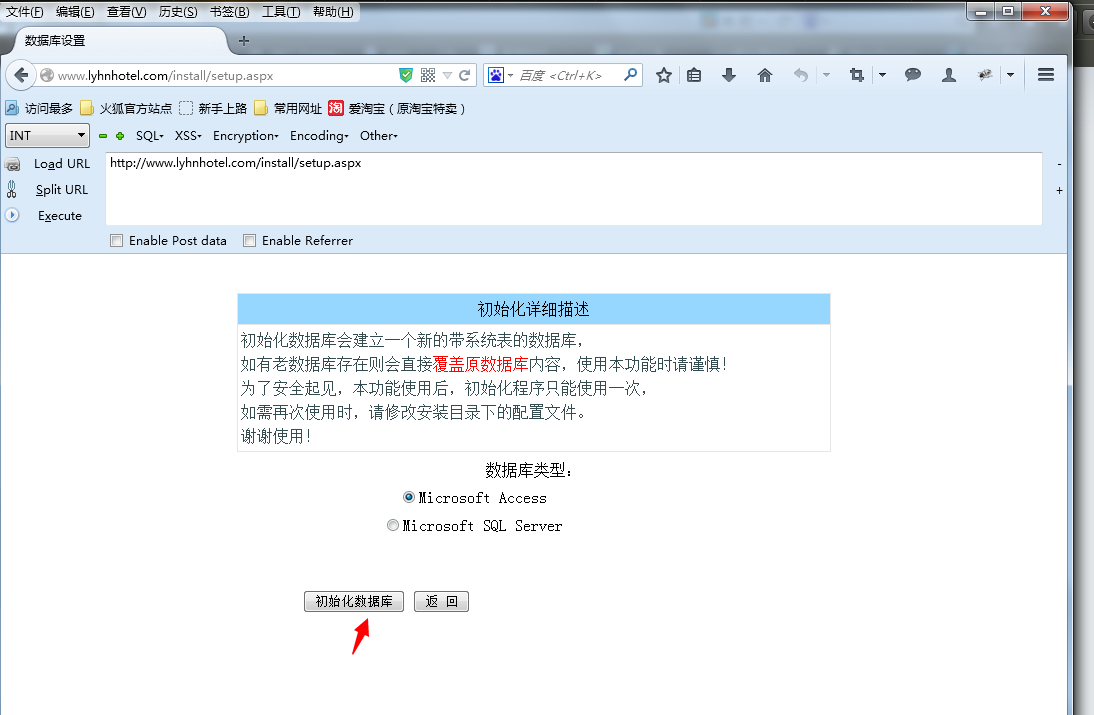 文件(F) 编辑(E) 查看(V) 历史(S) 书签(B) 工具(T) 帮助(H)
数据库设置
www.lyhnhotel.com/install/setup.aspx
百度 <Ctrl+K>
访问最多 火狐官方站点 新手上路 常用网址 淘 爱淘宝 ( 原淘宝特卖 )
INT SQL XSS Encryption Encoding Other
Load URL http://www.lyhnhotel.com/install/setup.aspx
Split URL
Execute
Enable Post data Enable Referrer
初始化详细描述
初始化数据库会建立一个新的带系统表的数据库，
如有老数据库存在则会直接覆盖原数据库内容，使用本功能时请谨慎！
为了安全起见，本功能使用后，初始化程序只能使用一次，
如需再次使用时，请修改安装目录下的配置文件。
谢谢使用！
数据库类型：
Microsoft Access
Microsoft SQL Server
初始化数据库 返 回